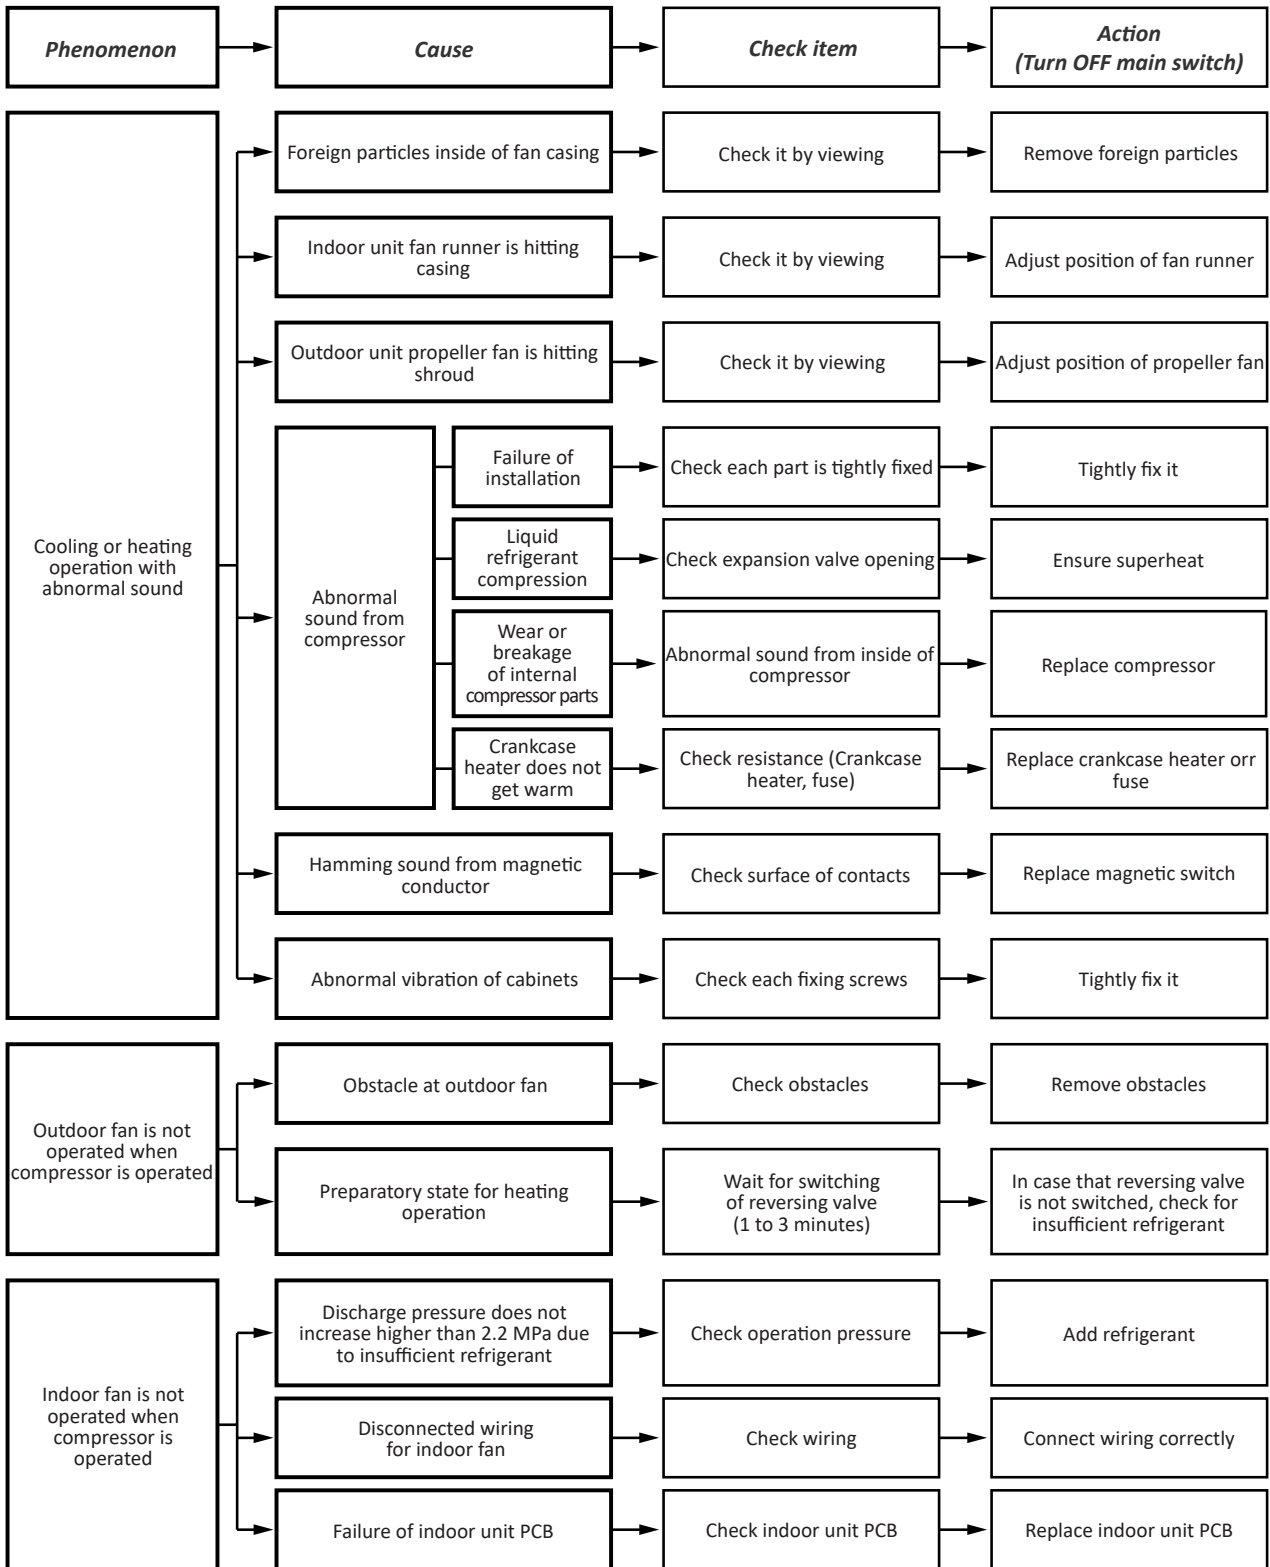 Phenomenon
Cause
Check item
Action
(Turn OFF main switch)
Cooling or heating
operation with
abnormal sound
Foreign particles inside of fan casing
Check it by viewing
Remove foreign particles
Indoor unit fan runner is hitting
casing
Check it by viewing
Adjust position of fan runner
Outdoor unit propeller fan is hitting
shroud
Check it by viewing
Adjust position of propeller fan
Abnormal
sound from
compressor
Failure of
installation
Check each part is tightly fixed
Tightly fix it
Liquid
refrigerant
compression
Check expansion valve opening
Ensure superheat
Wear or
breakage
of internal
compressor parts
Abnormal sound from inside of
compressor
Replace compressor
Crankcase
heater does not
get warm
Check resistance (Crankcase
heater, fuse)
Replace crankcase heater orr
fuse
Hamming sound from magnetic
conductor
Check surface of contacts
Replace magnetic switch
Abnormal vibration of cabinets
Check each fixing screws
Tightly fix it
Outdoor fan is not
operated when
compressor is operated
Obstacle at outdoor fan
Check obstacles
Remove obstacles
Preparatory state for heating
operation
Wait for switching
of reversing valve
(1 to 3 minutes)
In case that reversing valve
is not switched, check for
insufficient refrigerant
Indoor fan is not
operated when
compressor is
operated
Discharge pressure does not
increase higher than 2.2 MPa due
to insufficient refrigerant
Check operation pressure
Add refrigerant
Disconnected wiring
for indoor fan
Check wiring
Connect wiring correctly
Failure of indoor unit PCB
Check indoor unit PCB
Replace indoor unit PCB